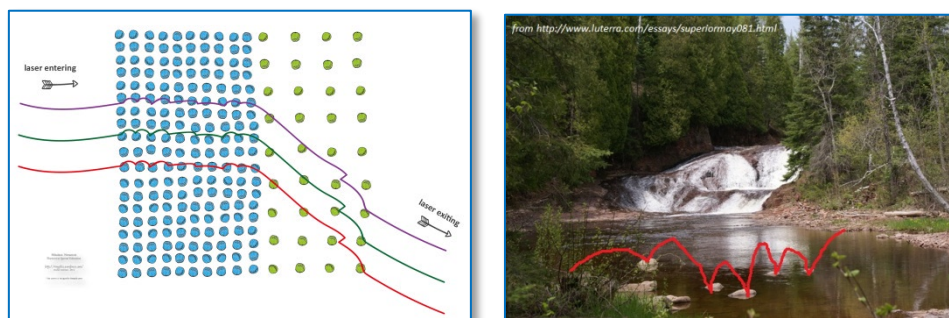 laser entering
laser exiting
from http://www.luterra.com/essays/superiormay081.html